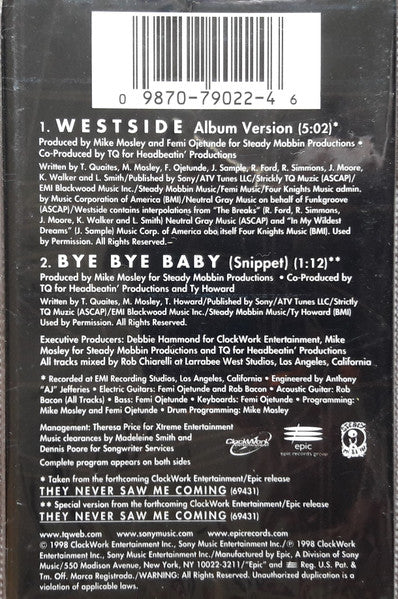 0 9870-79022-4 6
1. WESTSIDE Album Version (5:02)*
Produced by Mike Mosley and Femi Ojetunde for Steady Mobbin Productions •
Co-Produced by TQ for Headbeatin' Productions
Written by T. Quaites, M. Mosley, F. Ojetunde, J. Sample, R. Ford, R. Simmons, J. Moore,
K. Walker and L. Smith/Published by Sony/ATV Tunes LLC/Strictly TQ Muzic (ASCAP)/
EMI Blackwood Music Inc./Steady Mobbin Music/Femi Music/Four Knights Music admin.
by Music Corporation of America (BMI)/Neutral Gray Music on behalf of Funkgroove
(ASCAP)/Westside contains interpolations from "The Breaks" (R. Ford, R. Simmons,
J. Moore, K. Walker and L. Smith) Neutral Gray Music (ASCAP) and "In My Wildest
Dreams" (J. Sample) Music Corp. of America obo itself Four Knights Music (BMI). Used
by Permission. All Rights Reserved.
2. BYE BYE BABY (Snippet) (1:12)**
Produced by Mike Mosley for Steady Mobbin Productions • Co-Produced by
TQ for Headbeatin' Productions and Ty Howard
Written by T. Quaites, M. Mosley, T. Howard/Published by Sony/ATV Tunes LLC/Strictly
TQ Muzic (ASCAP)/EMI Blackwood Music Inc./Steady Mobbin Music/Ty Howard (BMI)
Used by Permission. All Rights Reserved.
Executive Producers: Debbie Hammond for ClockWork Entertainment, Mike
Mosley for Steady Mobbin Productions and TQ for Headbeatin' Productions
All tracks mixed by Rob Chiarelli at Larrabee West Studios, Los Angeles, California
* Recorded at EMI Recording Studios, Los Angeles, California • Engineered by Anthony
"AJ" Jefferies • Electric Guitars: Femi Ojetunde and Rob Bacon • Acoustic Guitar: Rob
Bacon (All Tracks) • Bass: Femi Ojetunde • Keyboards: Femi Ojetunde • Programming:
Mike Mosley and Femi Ojetunde • Drum Programming: Mike Mosley
Management: Theresa Price for Xtreme Entertainment
Music clearances by Madeleine Smith and
Dennis Poore for Songwriter Services
ClockWork
epic
epic records group
Complete program appears on both sides
* Taken from the forthcoming ClockWork Entertainment/Epic release
THEY NEVER SAW ME COMING (69431)
** Special version from the forthcoming ClockWork Entertainment/Epic release
THEY NEVER SAW ME COMING (69431)
www.tqweb.com www.sonymusic.com www.epicrecords.com
© 1998 ClockWork Entertainment Inc., Sony Music Entertainment Inc./℗ 1998 ClockWork
Entertainment Inc., Sony Music Entertainment Inc./Manufactured by Epic, A Division of Sony
Music/550 Madison Avenue, New York, NY 10022-3211/"Epic" and Reg. U.S. Pat. &
Tm. Off. Marca Registrada./WARNING: All Rights Reserved. Unauthorized duplication is a
violation of applicable laws.